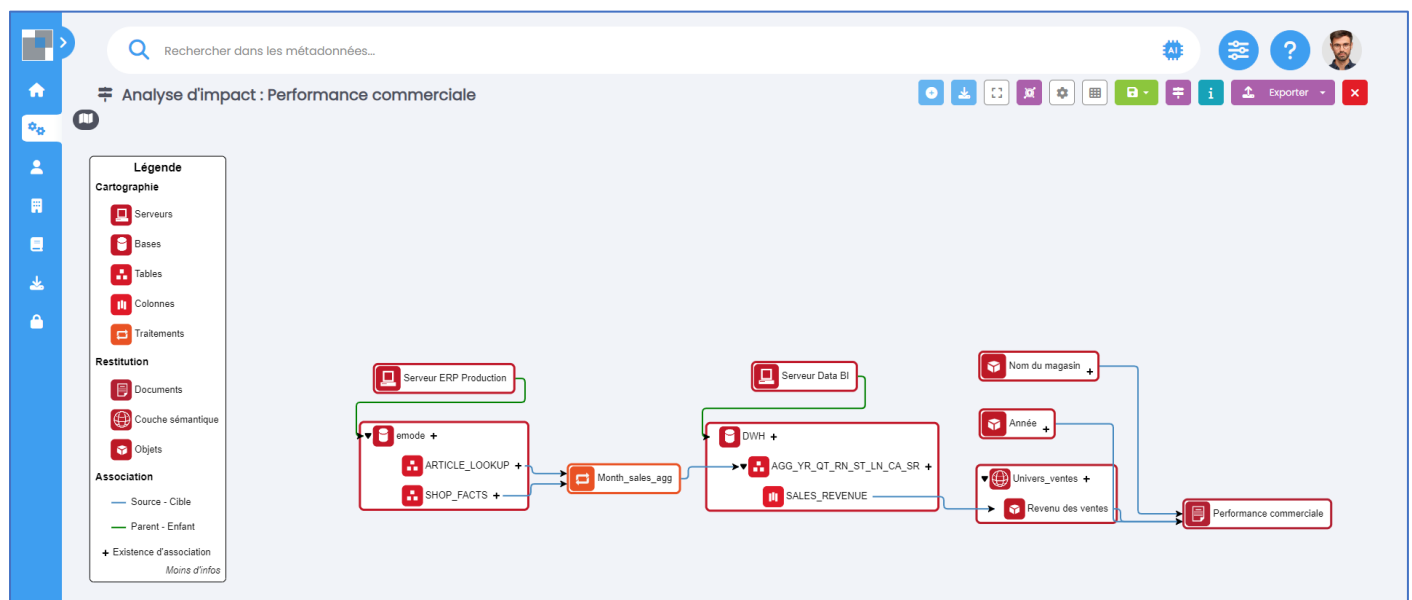 Rechercher dans les métadonnées...
AI
?
Analyse d'impact : Performance commerciale
i
Exporter
Légende
Cartographie
Serveurs
Bases
Tables
Colonnes
Traitements
Restitution
Documents
Couche sémantique
Objets
Association
Source - Cible
Parent - Enfant
+ Existence d'association
Moins d'infos
Serveur ERP Production
emode +
ARTICLE_LOOKUP +
SHOP_FACTS +
Month_sales_agg
Serveur Data BI
DWH +
AGG_YR_QT_RN_ST_LN_CA_SR +
SALES_REVENUE
Nom du magasin +
Année +
Univers_ventes +
Revenu des ventes
Performance commerciale